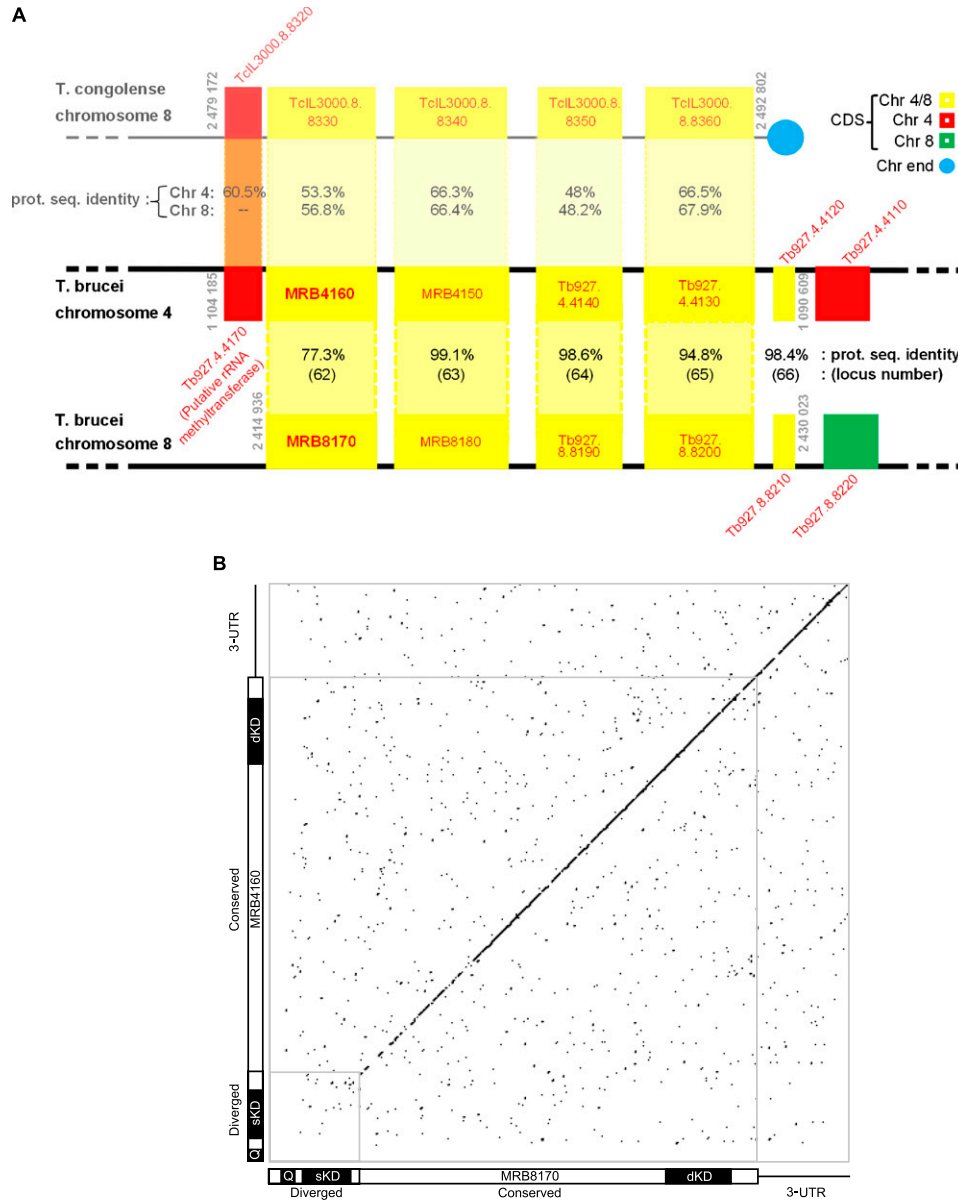 A
TcIL3000.8.8320
T. congolense
chromosome 8
2 479 172
TcIL3000.8.
8330
TcIL3000.8.
8340
TcIL3000.
8350
TcIL3000.
8.8360
2 492 802
CDS
Chr 4/8
Chr 4
Chr 8
Chr end
prot. seq. identity :
Chr 4: 60.5% 53.3% 66.3% 48% 66.5%
Chr 8: -- 56.8% 66.4% 48.2% 67.9%
Tb927.4.4120
Tb927.4.4110
T. brucei
chromosome 4
1 104 185
MRB4160
MRB4150
Tb927.
4.4140
Tb927.
4.4130
1 090 609
Tb927.4.4170
(Putative rRNA
methyltransferase)
77.3% 99.1% 98.6% 94.8% 98.4% : prot. seq. identity
(62) (63) (64) (65) (66) : (locus number)
T. brucei
chromosome 8
2 414 936
MRB8170
MRB8180
Tb927.
8.8190
Tb927.
8.8200
2 430 023
Tb927.8.8210
Tb927.8.8220
B
3-UTR
dKD
Conserved
MRB4160
Diverged
sKD
Q
Q sKD MRB8170 dKD
Diverged Conserved 3-UTR